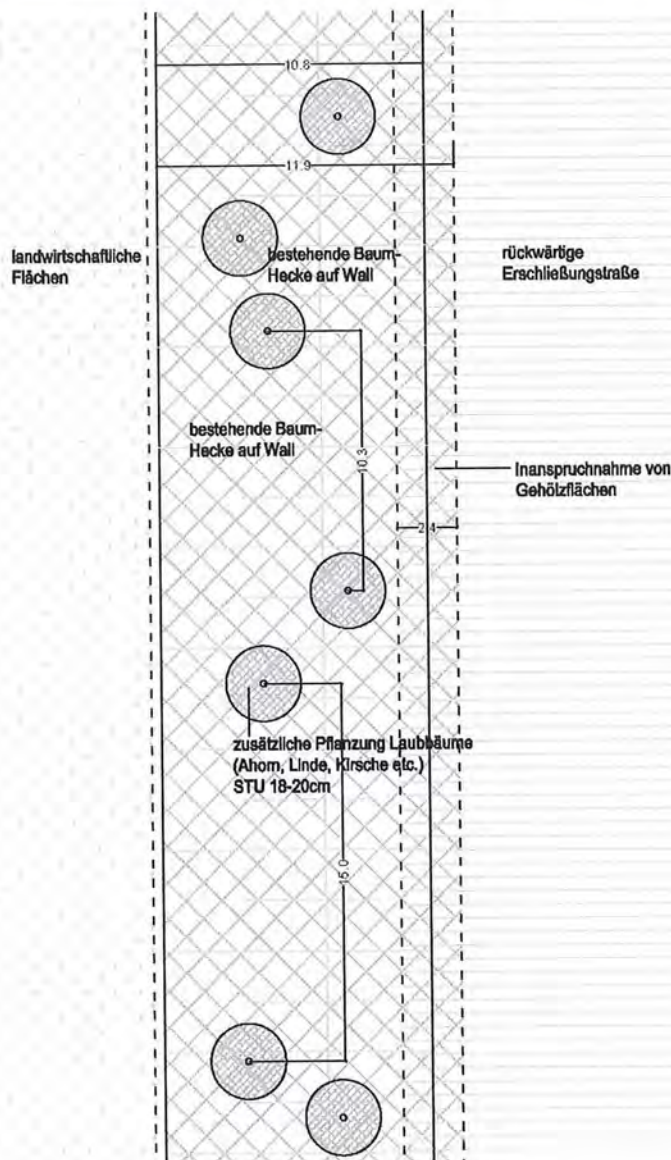 10.8
11.9
landwirtschaftliche
Flächen
bestehende Baum-
Hecke auf Wall
rückwärtige
Erschließungstraße
bestehende Baum-
Hecke auf Wall
10.3
Inanspruchnahme von
Gehölzflächen
2.4
zusätzliche Pflanzung Laubbäume
(Ahorn, Linde, Kirsche etc.)
STU 18-20cm
15.0